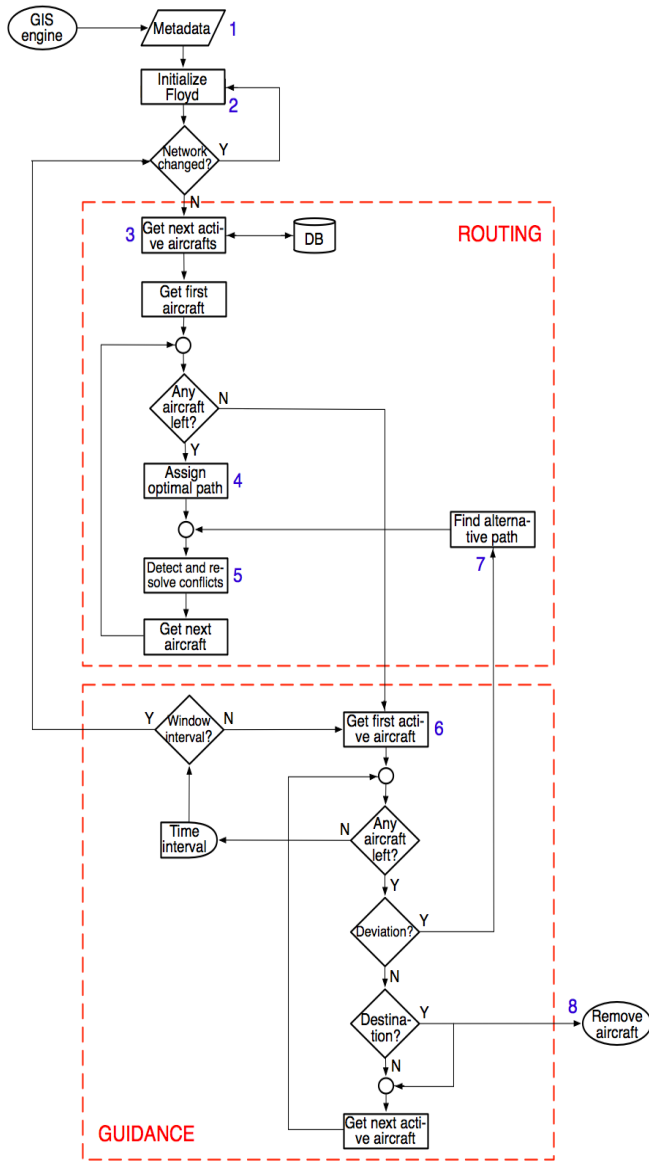 GIS
engine
Metadata
1
Initialize
Floyd
2
Network
changed?
Y
N
ROUTING
3
Get next acti-
ve aircrafts
DB
Get first
aircraft
Any
aircraft
left?
N
Y
Assign
optimal path
4
Find alterna-
tive path
7
Detect and re-
solve conflicts
5
Get next
aircraft
Y
Window
interval?
N
Get first acti-
ve aircraft
6
Time
interval
N
Any
aircraft
left?
Y
Deviation?
Y
N
Destina-
tion?
Y
N
8
Remove
aircraft
Get next acti-
ve aircraft
GUIDANCE